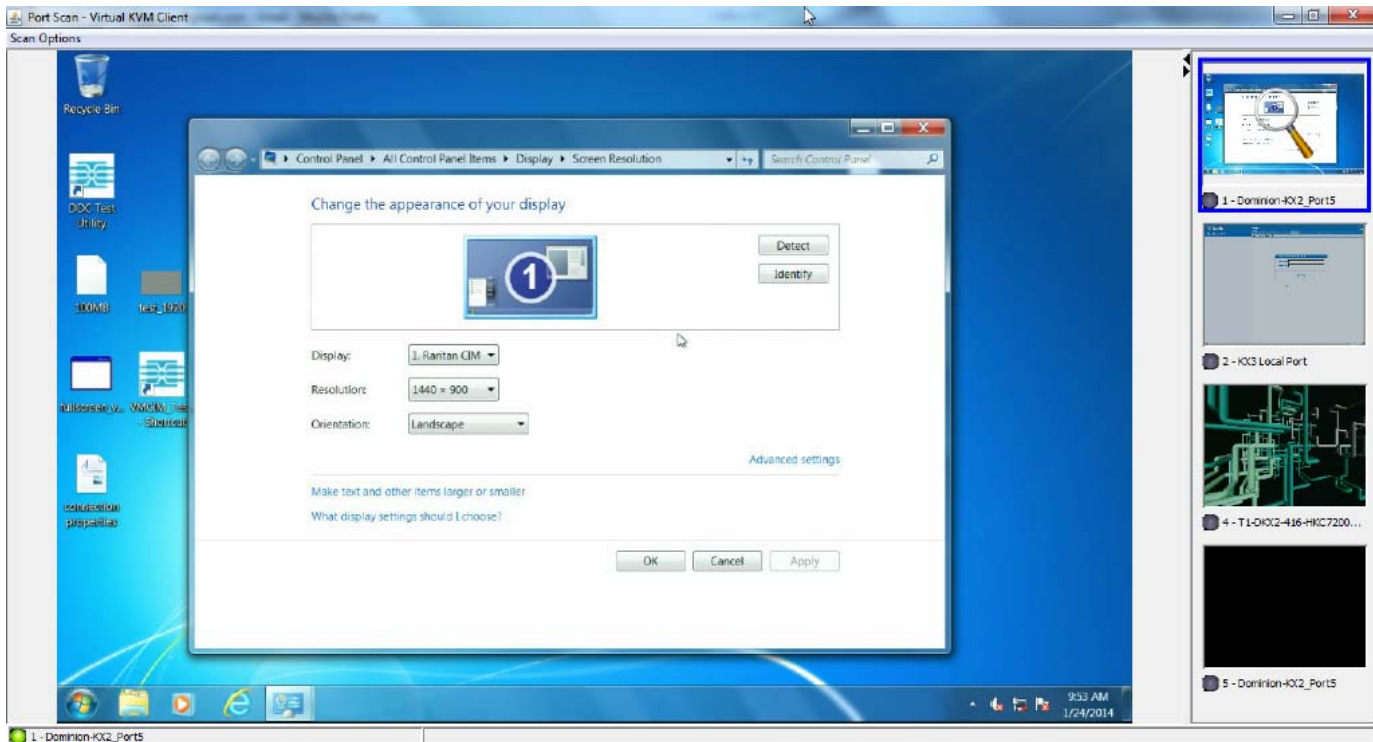 Port Scan - Virtual KVM Client
Scan Options
Recycle Bin
DDC Test
Utility
100MB
test_1920
fullscreen_v...
- Shortcut
connection
properties
Control Panel ▸ All Control Panel Items ▸ Display ▸ Screen Resolution
Search Control Panel
Change the appearance of your display
1
Detect
Identify
Display:
1. Raritan CIM
Resolution:
1440 × 900
Orientation:
Landscape
Advanced settings
Make text and other items larger or smaller
What display settings should I choose?
OK
Cancel
Apply
9:53 AM
1/24/2014
1 - Dominion-KX2_Port5
2 - KX3 Local Port
4 - T1-DKX2-416-HKC7200...
5 - Dominion-KX2_Port5
1 - Dominion-KX2_Port5